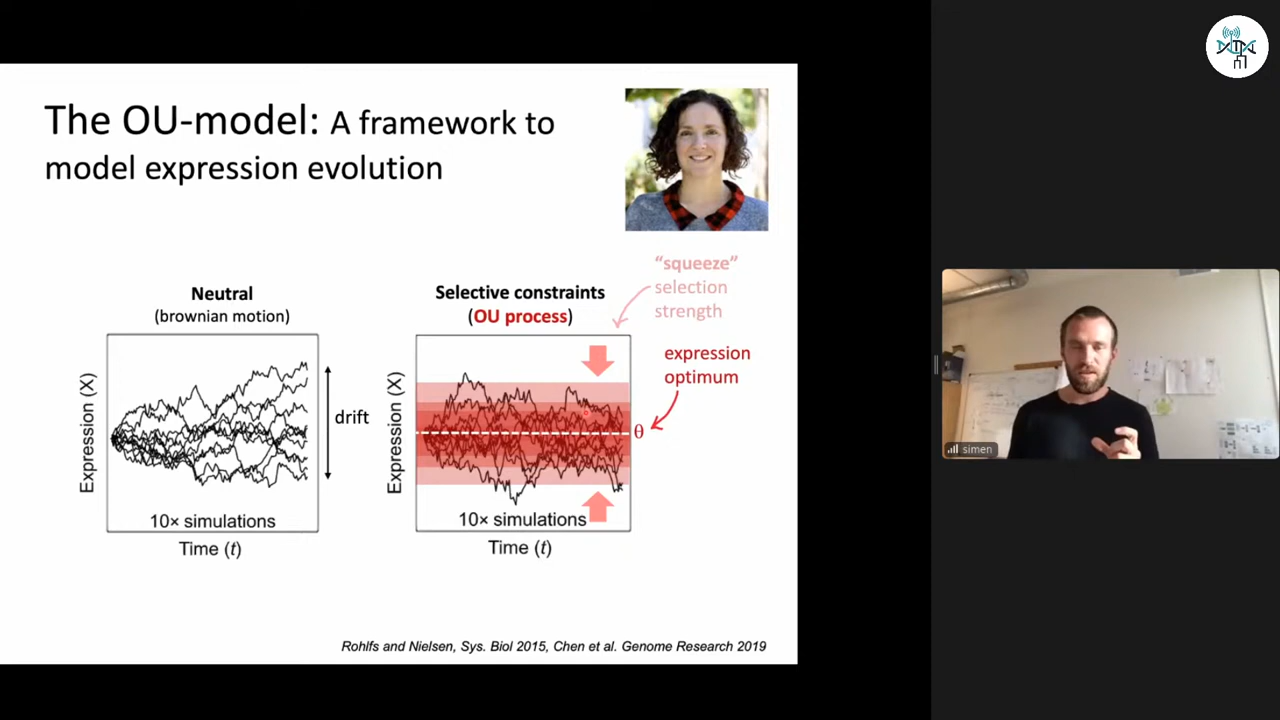 The OU-model: A framework to
model expression evolution
"squeeze"
selection
strength
Neutral
(brownian motion)
Selective constraints
(OU process)
expression
optimum
Expression (X)
drift
10× simulations
Time (t)
Expression (X)
θ
10× simulations
Time (t)
Rohlfs and Nielsen, Sys. Biol 2015, Chen et al. Genome Research 2019
simen